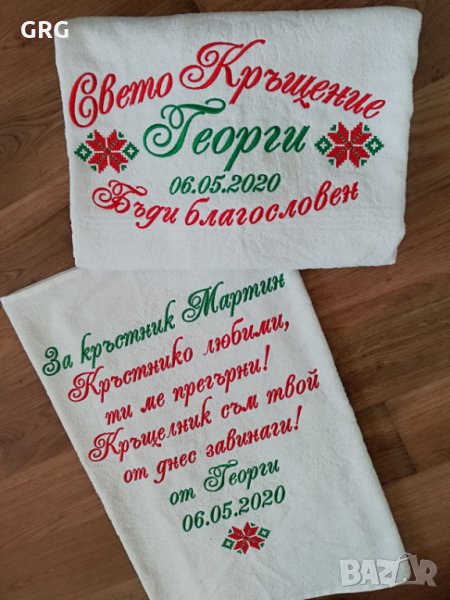 GRG
Свето Кръщение
Георги
06.05.2020
Бъди благословен
За кръстник Мартин
Кръстнико любими,
ти ме прегърни!
Кръщелник съм твой
от днес завинаги!
от Георги
06.05.2020
bazar